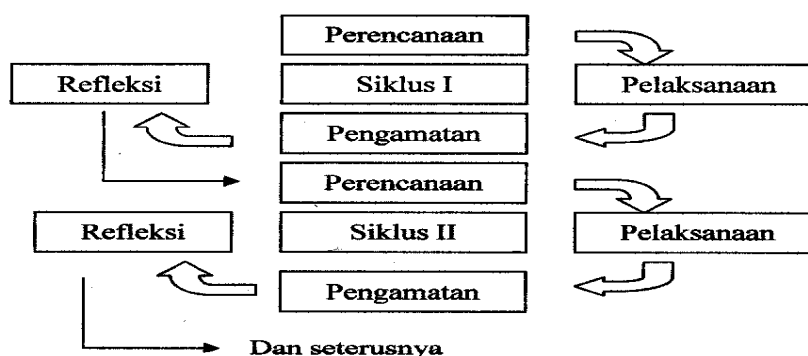 Perencanaan
Refleksi
Siklus I
Pelaksanaan
Pengamatan
Perencanaan
Refleksi
Siklus II
Pelaksanaan
Pengamatan
Dan seterusnya